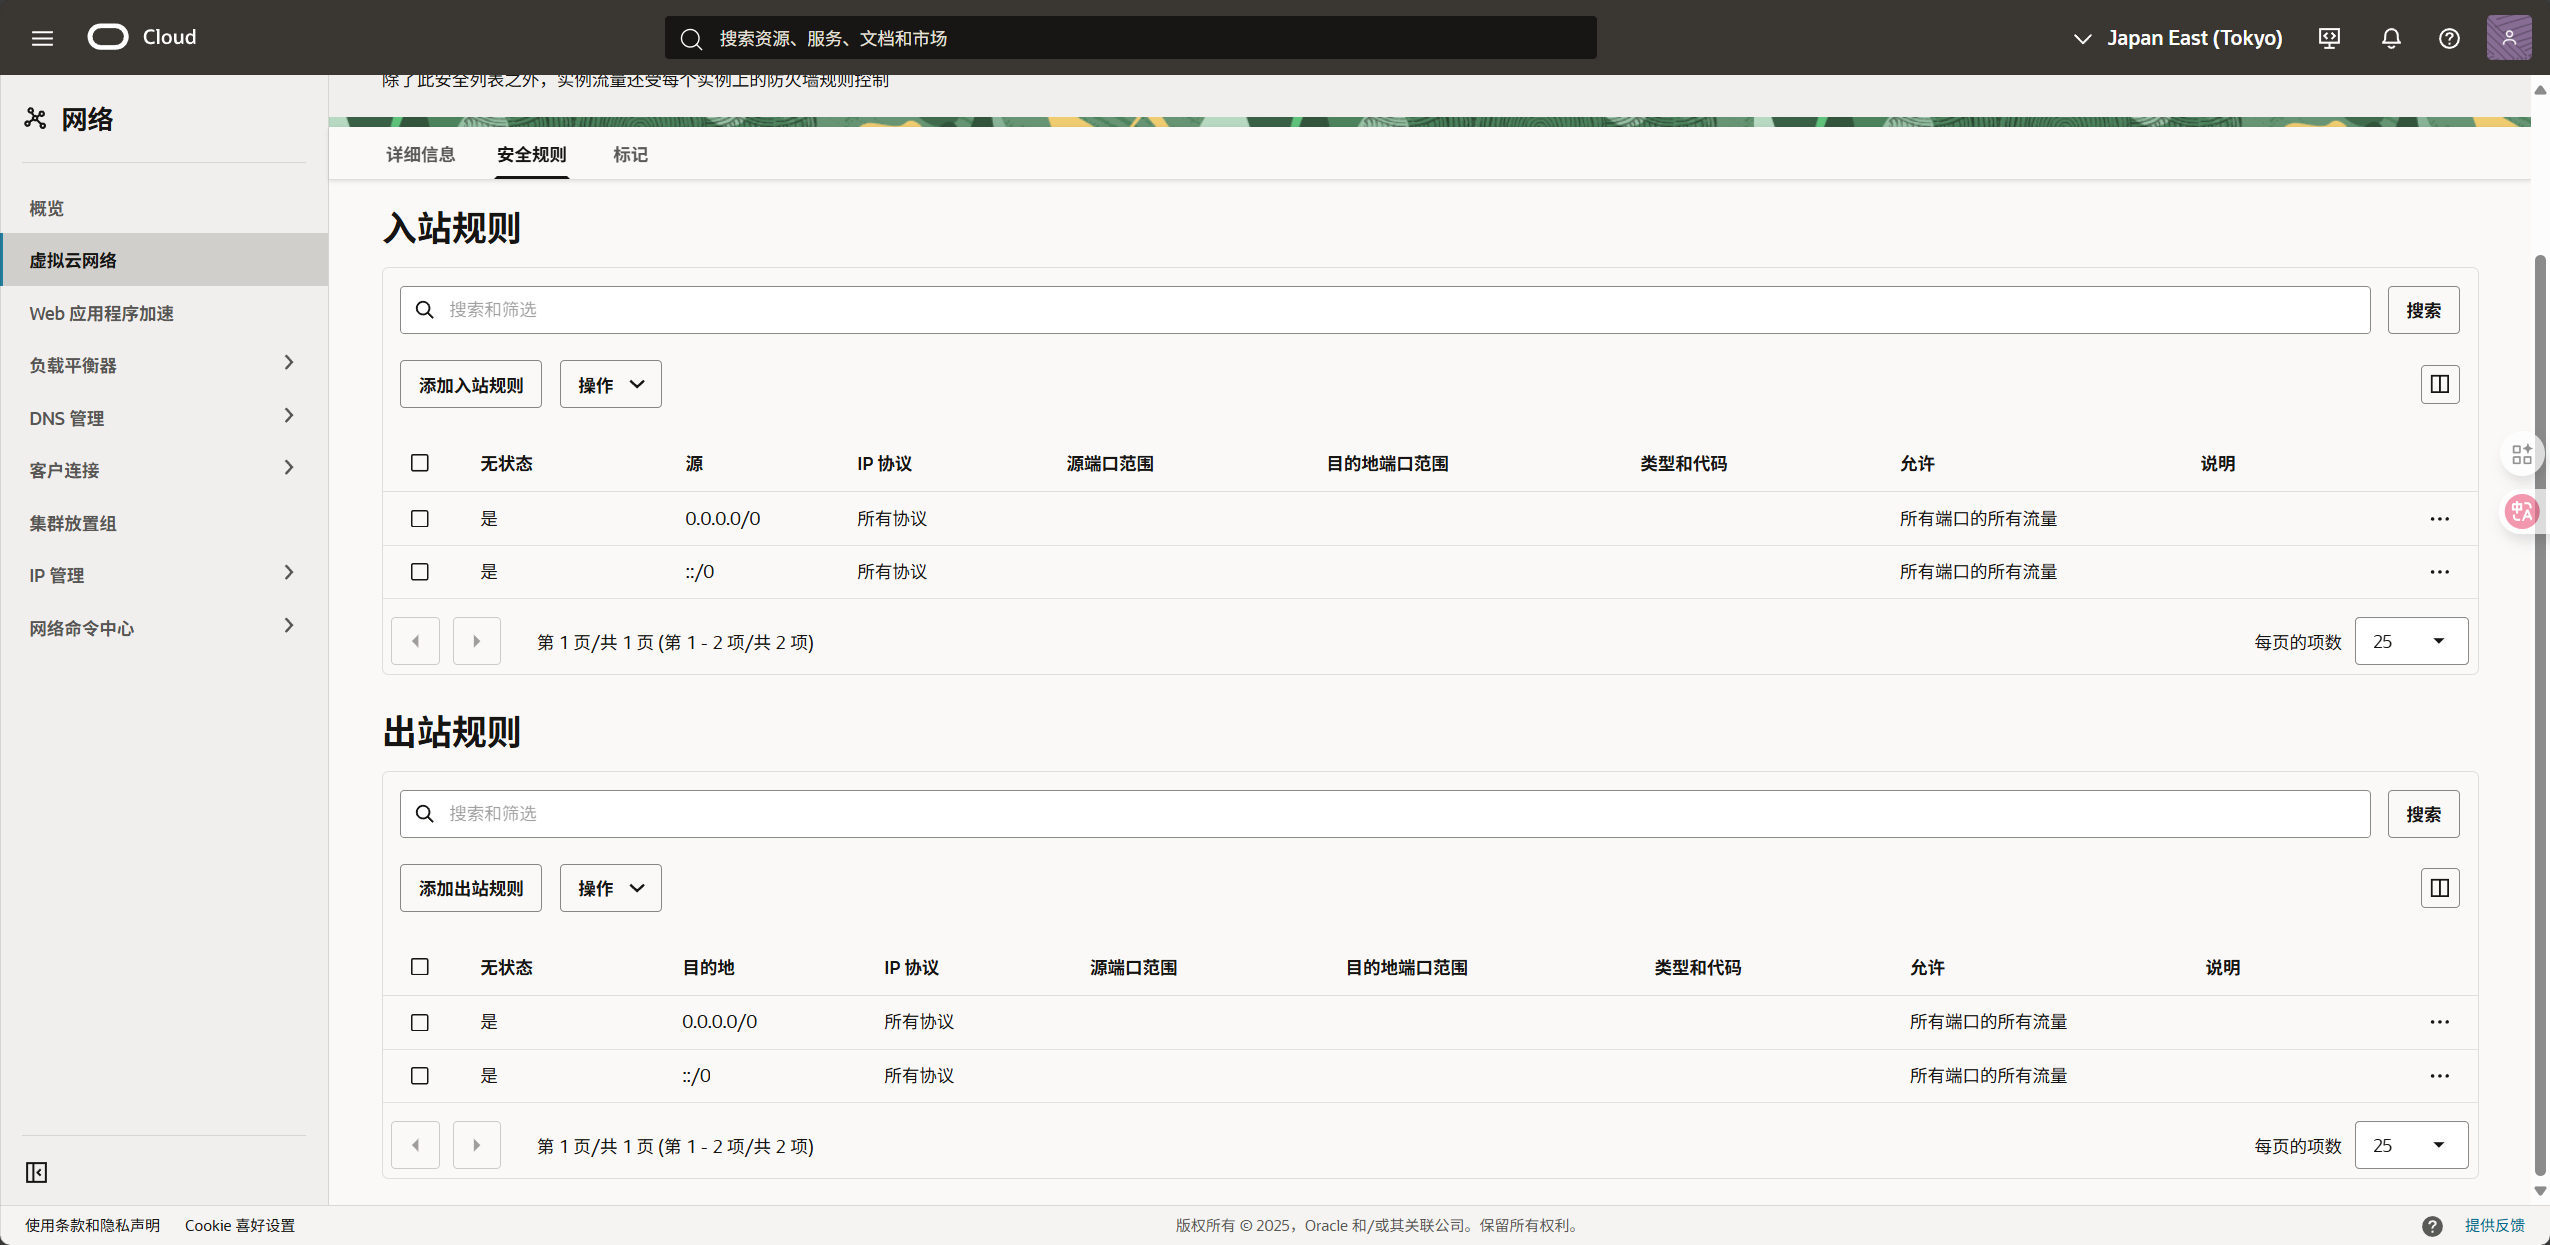 Cloud
搜索资源、服务、文档和市场
Japan East (Tokyo)
网络
概览
虚拟云网络
Web 应用程序加速
负载平衡器
DNS 管理
客户连接
集群放置组
IP 管理
网络命令中心
除了此安全列表之外，实例流量还受每个实例上的防火墙规则控制
详细信息 安全规则 标记
入站规则
搜索和筛选 搜索
添加入站规则 操作
无状态 源 IP 协议 源端口范围 目的地端口范围 类型和代码 允许 说明
是 0.0.0.0/0 所有协议 所有端口的所有流量
是 ::/0 所有协议 所有端口的所有流量
第 1 页/共 1 页 (第 1 - 2 项/共 2 项) 每页的项数 25
出站规则
搜索和筛选 搜索
添加出站规则 操作
无状态 目的地 IP 协议 源端口范围 目的地端口范围 类型和代码 允许 说明
是 0.0.0.0/0 所有协议 所有端口的所有流量
是 ::/0 所有协议 所有端口的所有流量
第 1 页/共 1 页 (第 1 - 2 项/共 2 项) 每页的项数 25
中A
使用条款和隐私声明 Cookie 喜好设置 版权所有 © 2025，Oracle 和/或其关联公司。保留所有权利。 提供反馈